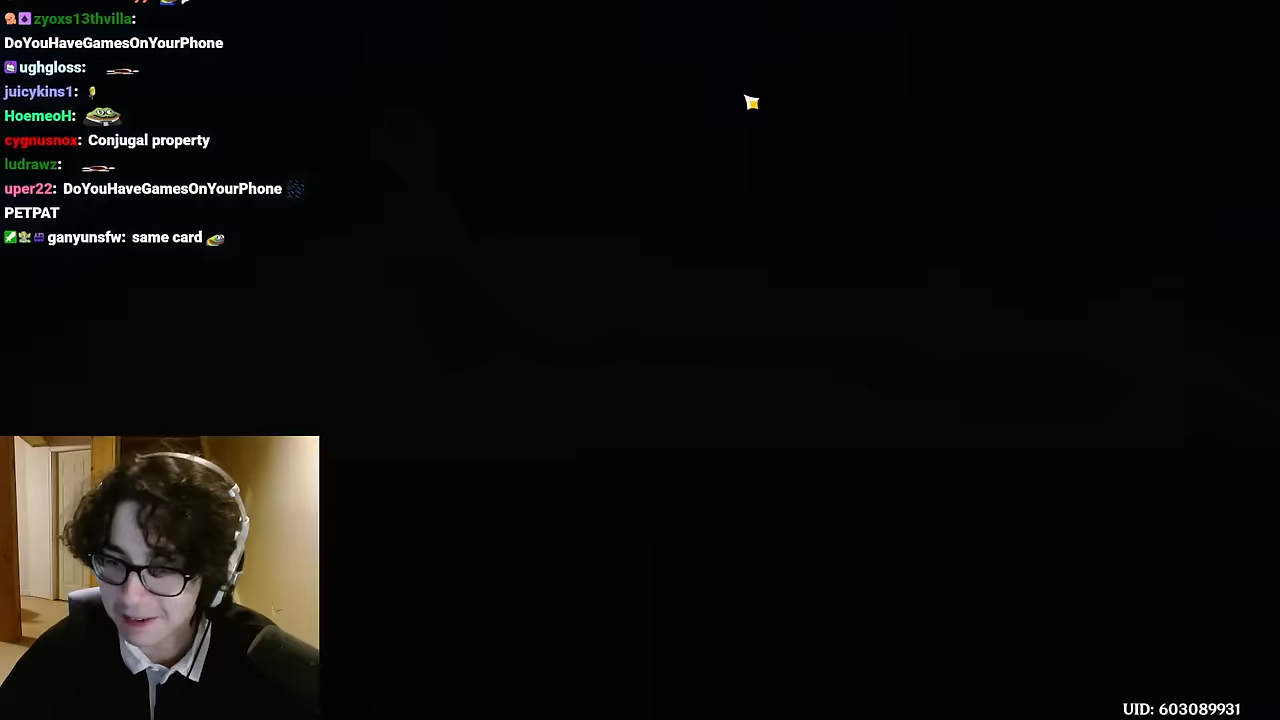 zyoxs13thvilla:
DoYouHaveGamesOnYourPhone
ughgloss:
juicykins1:
HoemeoH:
cygnusnox: Conjugal property
ludrawz:
uper22: DoYouHaveGamesOnYourPhone
PETPAT
ganyunsfw: same card
UID: 603089931